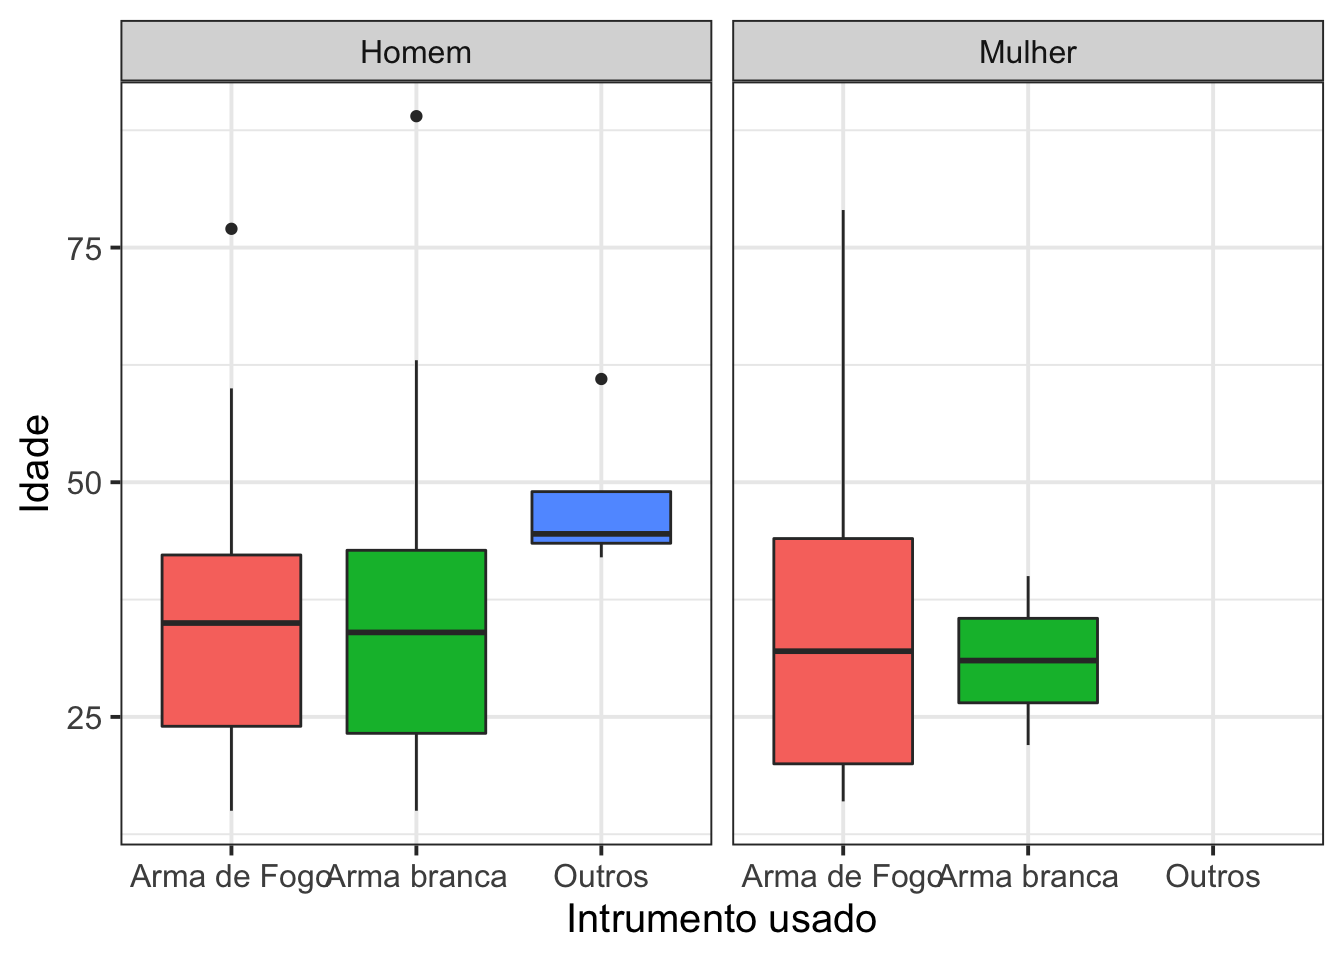 Homem
Mulher
Idade
75
50
25
Arma de Fogo
Arma branca
Outros
Arma de Fogo
Arma branca
Outros
Intrumento usado